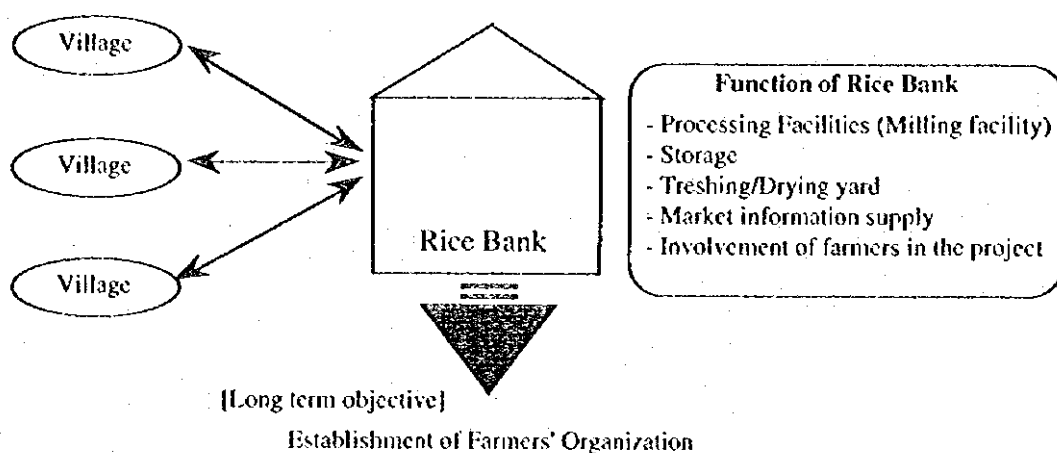 Village
Village
Village
Rice Bank
Function of Rice Bank
- Processing Facilities (Milling facility)
- Storage
- Treshing/Drying yard
- Market information supply
- Involvement of farmers in the project
[Long term objective]
Establishment of Farmers' Organization